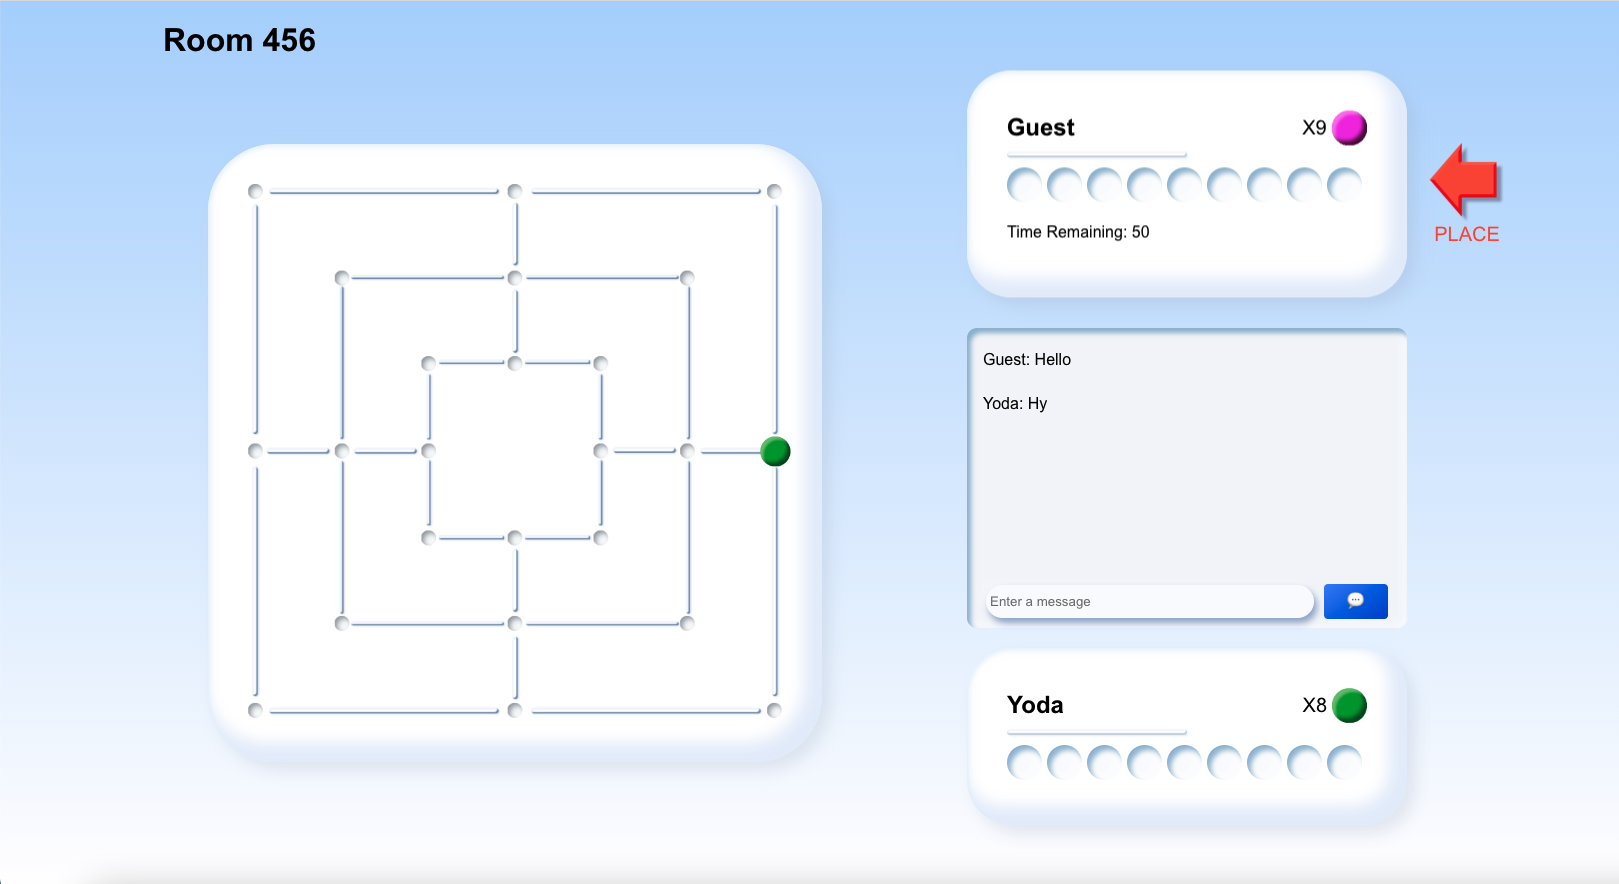 Room 456
Guest X9
Time Remaining: 50
PLACE
Guest: Hello
Yoda: Hy
Enter a message
Yoda X8